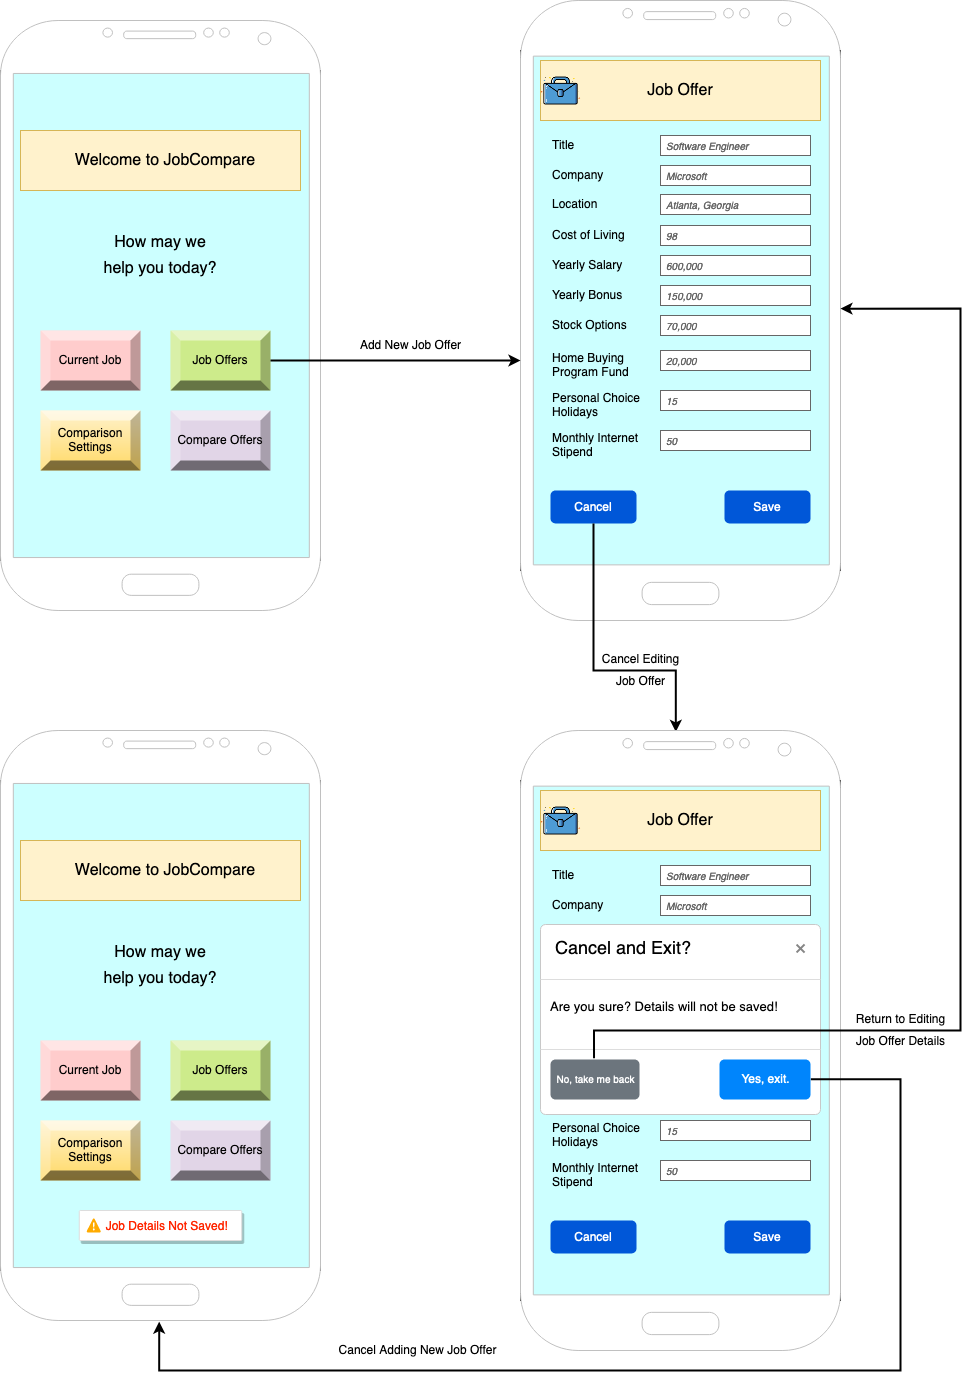 Welcome to JobCompare
How may we
help you today?
Current Job
Job Offers
Comparison
Settings
Compare Offers
Add New Job Offer
Job Offer
Title
Software Engineer
Company
Microsoft
Location
Atlanta, Georgia
Cost of Living
98
Yearly Salary
600,000
Yearly Bonus
150,000
Stock Options
70,000
Home Buying
Program Fund
20,000
Personal Choice
Holidays
15
Monthly Internet
Stipend
50
Cancel
Save
Cancel Editing
Job Offer
Welcome to JobCompare
How may we
help you today?
Current Job
Job Offers
Comparison
Settings
Compare Offers
Job Details Not Saved!
Job Offer
Title
Software Engineer
Company
Microsoft
Cancel and Exit?
×
Are you sure? Details will not be saved!
No, take me back
Yes, exit.
Return to Editing
Job Offer Details
Personal Choice
Holidays
15
Monthly Internet
Stipend
50
Cancel
Save
Cancel Adding New Job Offer